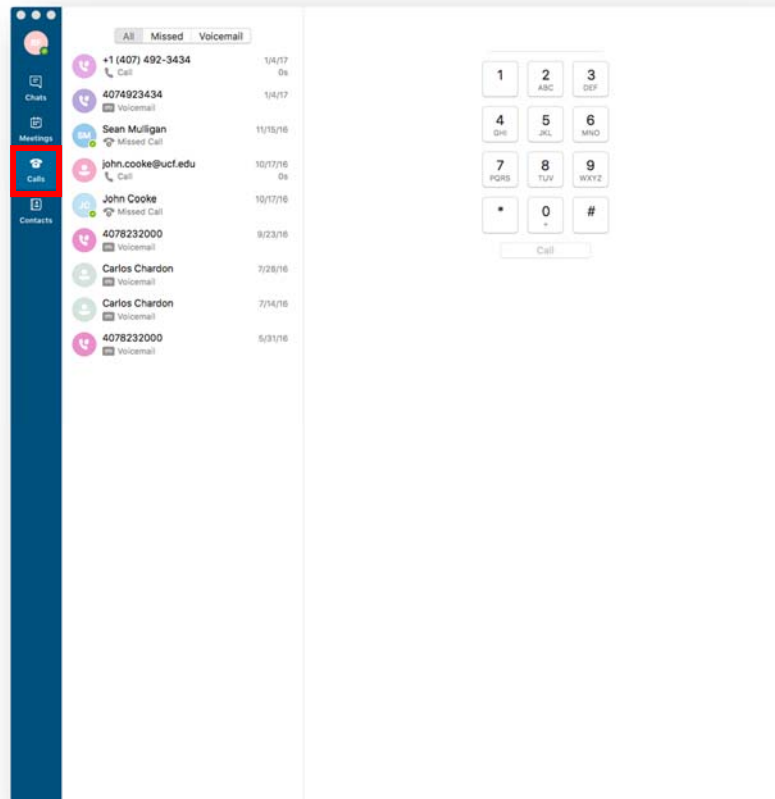 All Missed Voicemail
Chats
Meetings
Calls
Contacts
+1 (407) 492-3434 1/4/17
Call 0s
4074923434 1/4/17
Voicemail
SM Sean Mulligan 11/15/16
Missed Call
john.cooke@ucf.edu 10/17/16
Call 0s
JC John Cooke 10/17/16
Missed Call
4078232000 9/23/16
Voicemail
Carlos Chardon 7/28/16
Voicemail
Carlos Chardon 7/14/16
Voicemail
4078232000 5/31/16
Voicemail
1 2 3
ABC DEF
4 5 6
GHI JKL MNO
7 8 9
PQRS TUV WXYZ
* 0 #
+
Call